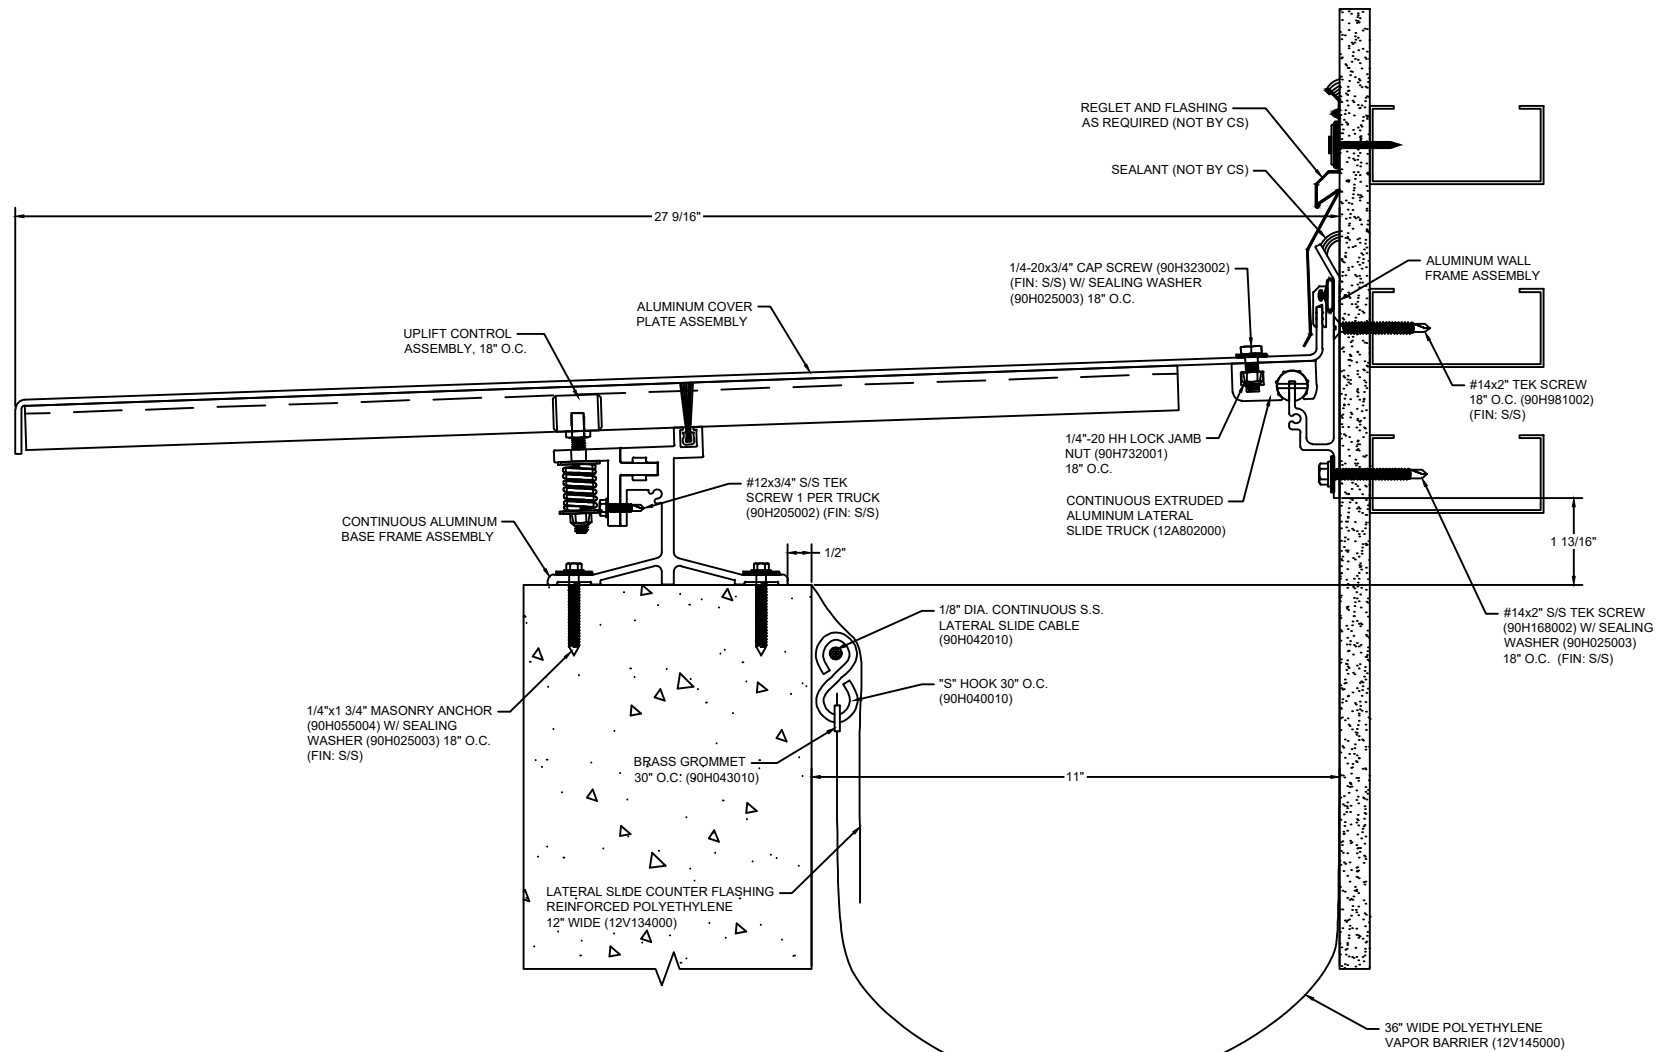 REGLET AND FLASHING
AS REQUIRED (NOT BY CS)
SEALANT (NOT BY CS)
27 9/16"
1/4-20x3/4" CAP SCREW (90H323002)
(FIN: S/S) W/ SEALING WASHER
(90H025003) 18" O.C.
ALUMINUM WALL
FRAME ASSEMBLY
ALUMINUM COVER
PLATE ASSEMBLY
UPLIFT CONTROL
ASSEMBLY, 18" O.C.
#14x2" TEK SCREW
18" O.C. (90H981002)
(FIN: S/S)
1/4"-20 HH LOCK JAMB
NUT (90H732001)
18" O.C.
#12x3/4" S/S TEK
SCREW 1 PER TRUCK
(90H205002) (FIN: S/S)
CONTINUOUS EXTRUDED
ALUMINUM LATERAL
SLIDE TRUCK (12A802000)
CONTINUOUS ALUMINUM
BASE FRAME ASSEMBLY
1/2"
1 13/16"
1/8" DIA. CONTINUOUS S.S.
LATERAL SLIDE CABLE
(90H042010)
#14x2" S/S TEK SCREW
(90H168002) W/ SEALING
WASHER (90H025003)
18" O.C. (FIN: S/S)
"S" HOOK 30" O.C.
(90H040010)
1/4"x1 3/4" MASONRY ANCHOR
(90H055004) W/ SEALING
WASHER (90H025003) 18" O.C.
(FIN: S/S)
BRASS GROMMET
30" O.C. (90H043010)
11"
LATERAL SLIDE COUNTER FLASHING
REINFORCED POLYETHYLENE
12" WIDE (12V134000)
36" WIDE POLYETHYLENE
VAPOR BARRIER (12V145000)